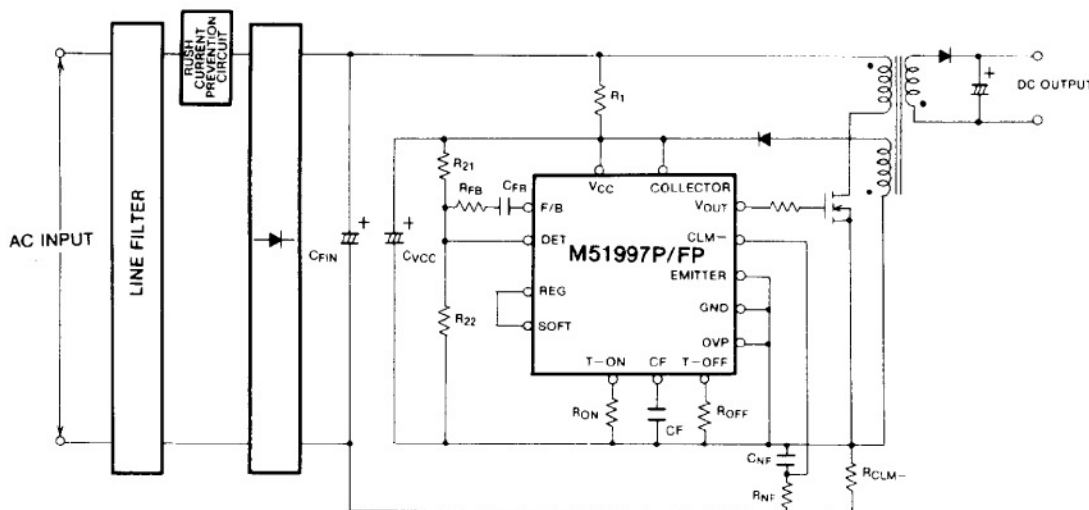 AC INPUT
LINE FILTER
RUSH
CURRENT
PREVENTION
CIRCUIT
CFIN
+
CVCC
+
R1
R21
RFB
CFB
R22
VCC
COLLECTOR
F/B
DET
REG
SOFT
M51997P/FP
VOUT
CLM−
EMITTER
GND
OVP
T−ON
CF
T−OFF
RON
CF
ROFF
CNF
RNF
RCLM−
+
DC OUTPUT